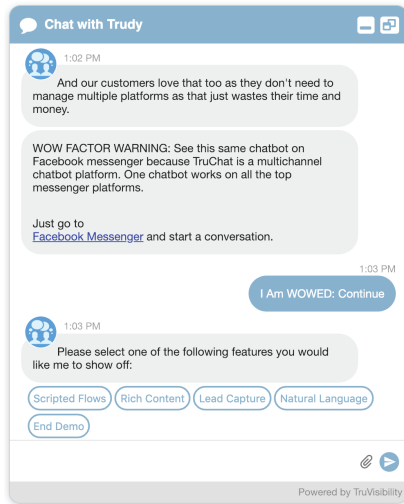 Chat with Trudy
1:02 PM
And our customers love that too as they don't need to
manage multiple platforms as that just wastes their time and
money.
WOW FACTOR WARNING: See this same chatbot on
Facebook messenger because TruChat is a multichannel
chatbot platform. One chatbot works on all the top
messenger platforms.
Just go to
Facebook Messenger and start a conversation.
1:03 PM
I Am WOWED: Continue
1:03 PM
Please select one of the following features you would
like me to show off:
Scripted Flows Rich Content Lead Capture Natural Language
End Demo
Powered by TruVisibility